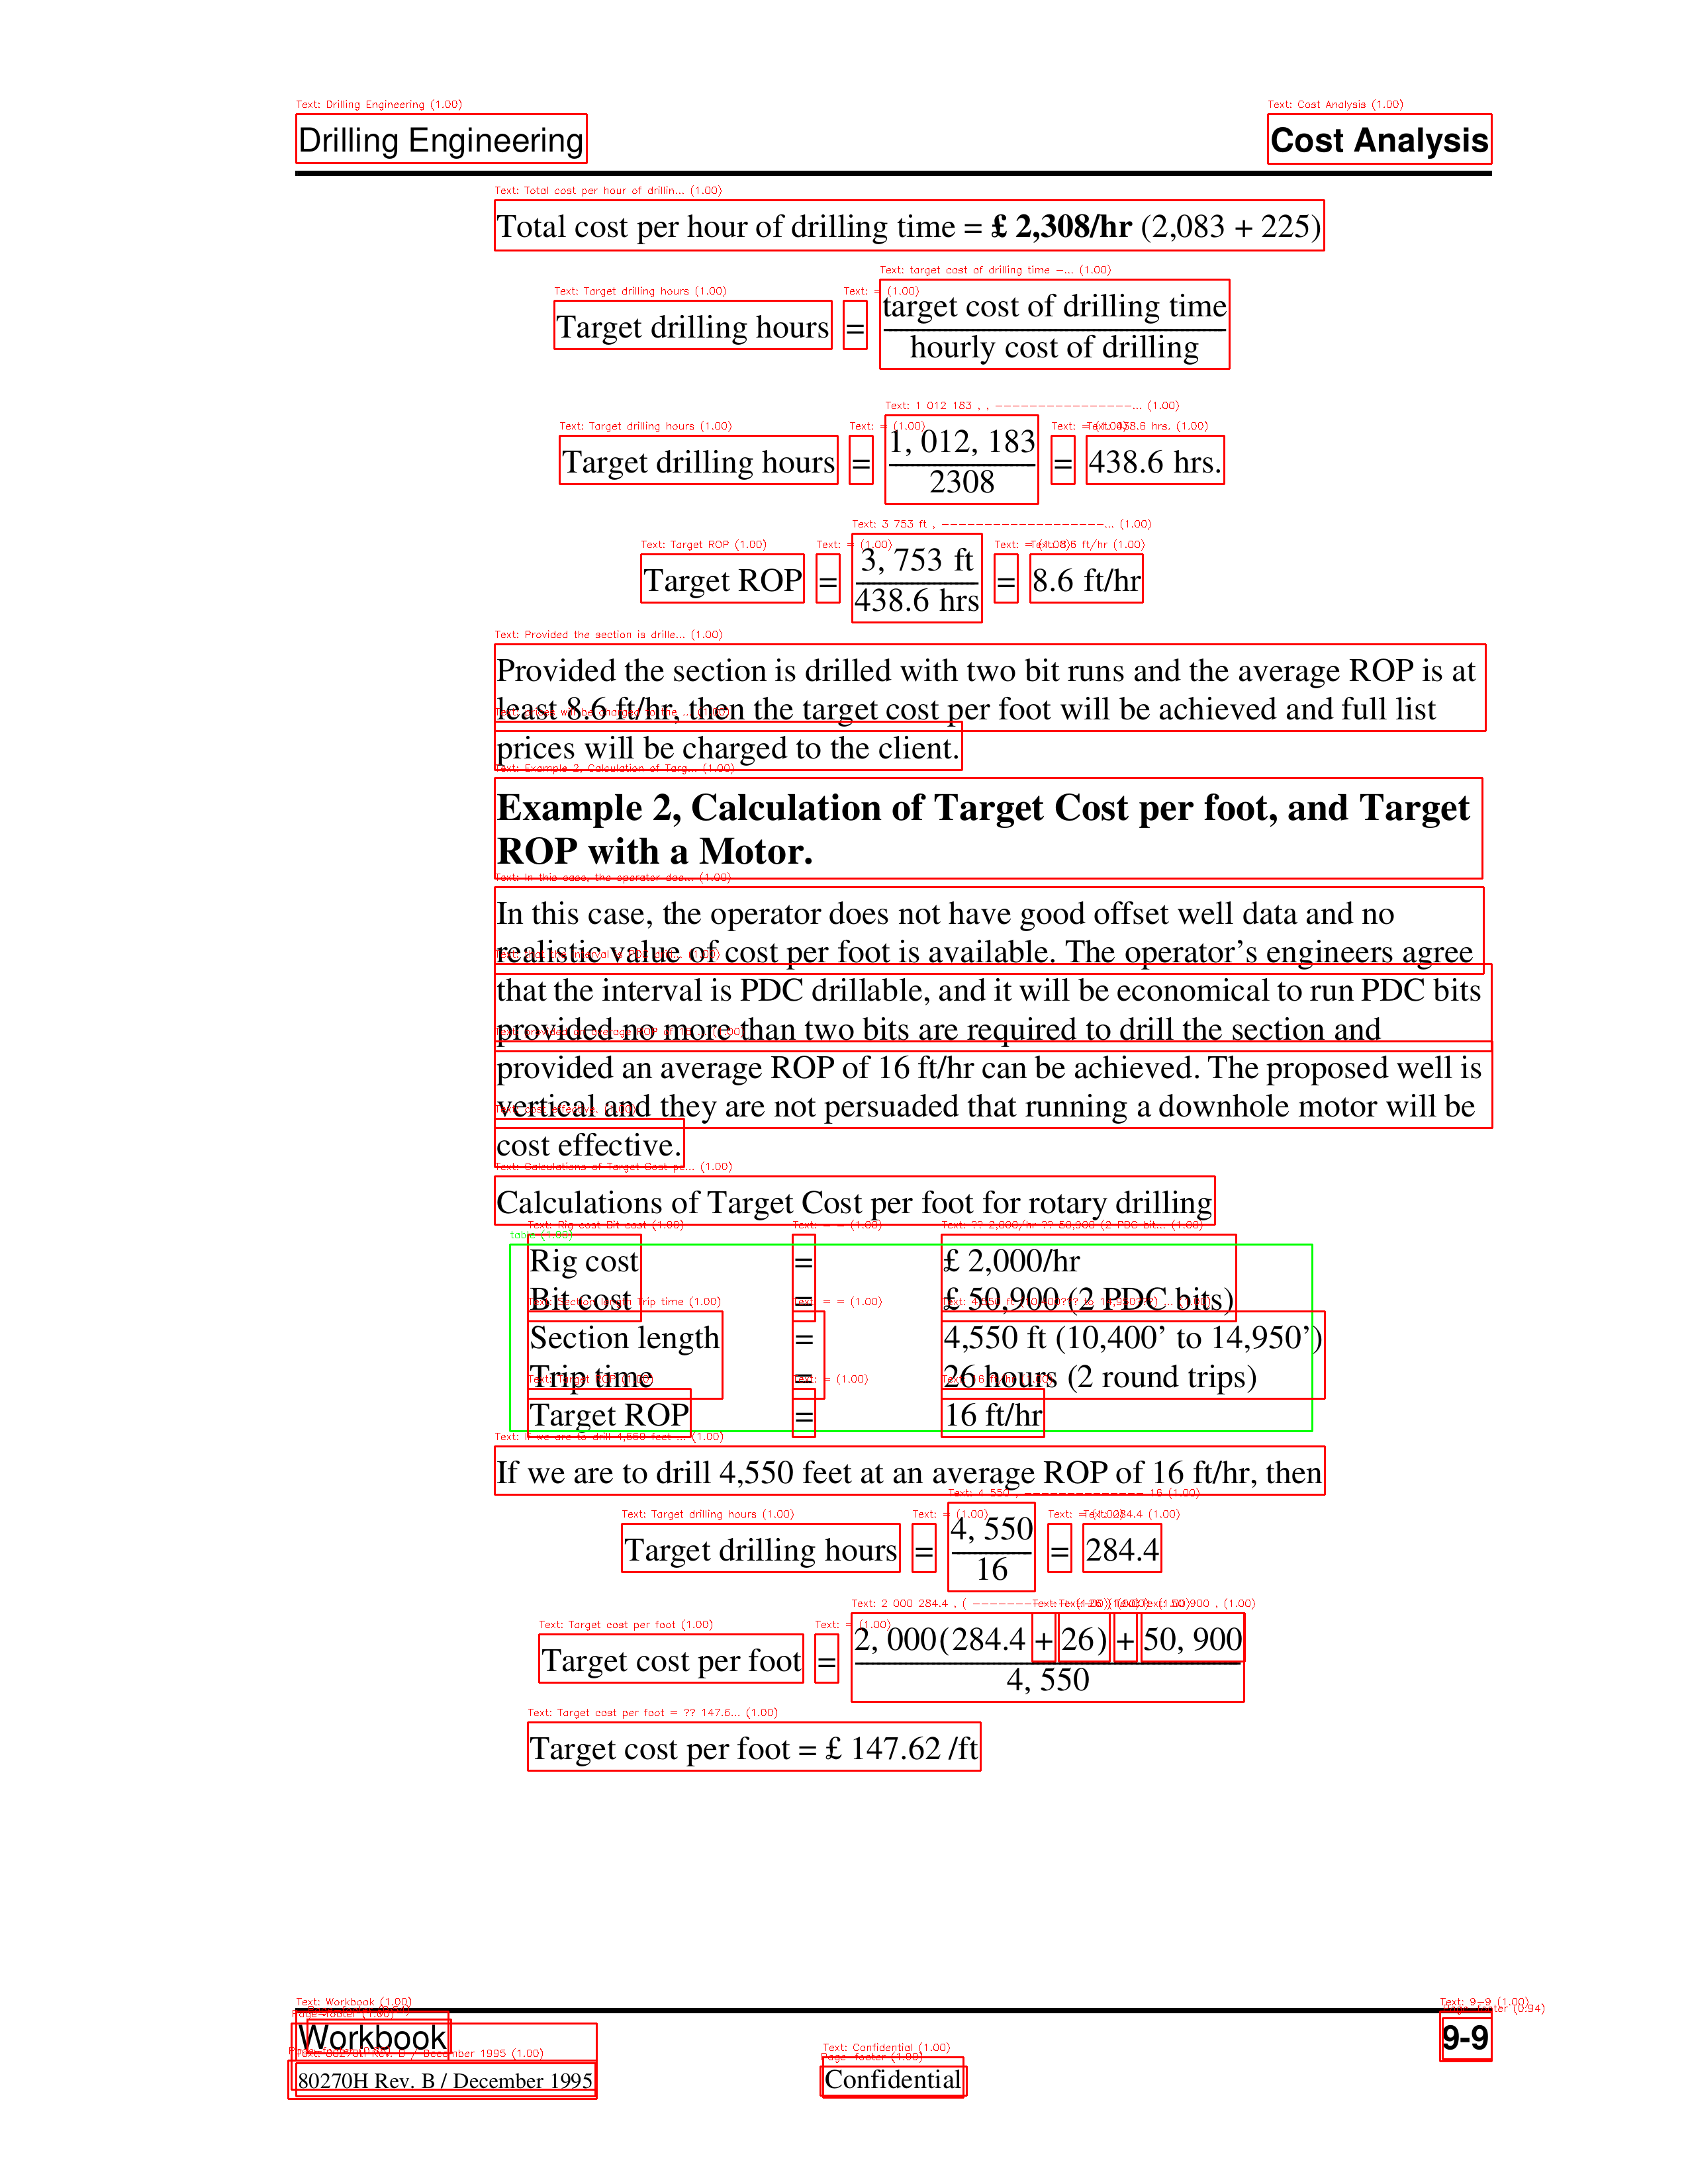 Drilling Engineering Cost Analysis
Total cost per hour of drilling time = £ 2,308/hr (2,083 + 225)
target cost of drilling time
Target drilling hours =
hourly cost of drilling
1, 012, 183
Target drilling hours = = 438.6 hrs.
2308
3, 753 ft
Target ROP = = 8.6 ft/hr
438.6 hrs
Provided the section is drilled with two bit runs and the average ROP is at
least 8.6 ft/hr, then the target cost per foot will be achieved and full list
prices will be charged to the client.
Example 2, Calculation of Target Cost per foot, and Target
ROP with a Motor.
In this case, the operator does not have good offset well data and no
realistic value of cost per foot is available. The operator’s engineers agree
that the interval is PDC drillable, and it will be economical to run PDC bits
provided no more than two bits are required to drill the section and
provided an average ROP of 16 ft/hr can be achieved. The proposed well is
vertical and they are not persuaded that running a downhole motor will be
cost effective.
Calculations of Target Cost per foot for rotary drilling
Rig cost = £ 2,000/hr
Bit cost = £ 50,900 (2 PDC bits)
Section length = 4,550 ft (10,400’ to 14,950’)
Trip time = 26 hours (2 round trips)
Target ROP = 16 ft/hr
If we are to drill 4,550 feet at an average ROP of 16 ft/hr, then
4, 550
Target drilling hours = = 284.4
16
2, 000(284.4 + 26) + 50, 900
Target cost per foot =
4, 550
Target cost per foot = £ 147.62 /ft
Workbook 9-9
80270H Rev. B / December 1995 Confidential